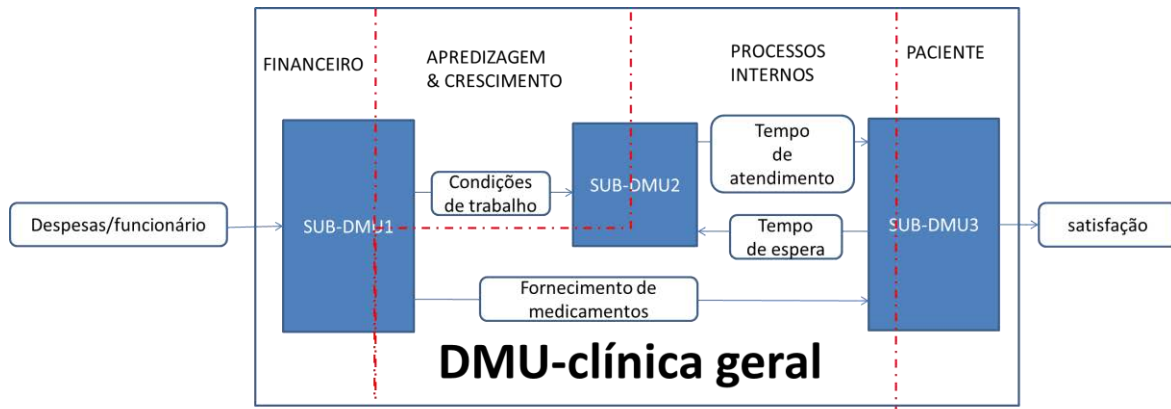 FINANCEIRO
APREDIZAGEM
& CRESCIMENTO
PROCESSOS
INTERNOS
PACIENTE
Despesas/funcionário
SUB-DMU1
Condições
de trabalho
SUB-DMU2
Tempo
de
atendimento
Tempo
de espera
SUB-DMU3
satisfação
Fornecimento de
medicamentos
DMU-clínica geral